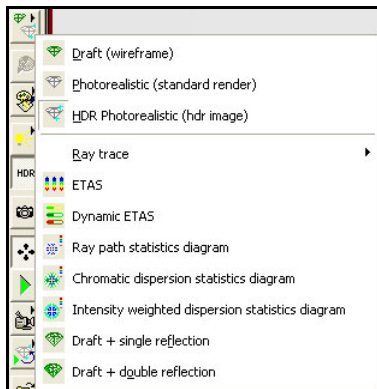 Draft (wireframe)
Photorealistic (standard render)
HDR Photorealistic (hdr image)
Ray trace
HDR
ETAS
Dynamic ETAS
Ray path statistics diagram
Chromatic dispersion statistics diagram
Intensity weighted dispersion statistics diagram
Draft + single reflection
Draft + double reflection